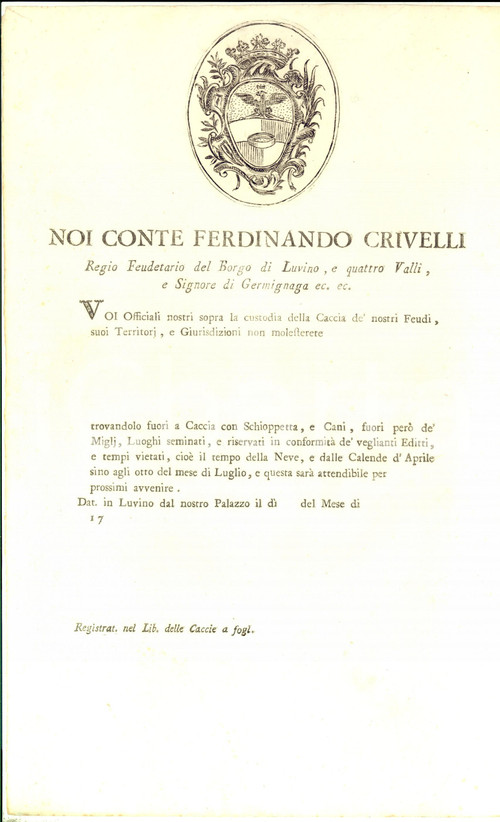 NOI CONTE FERDINANDO CRIVELLI
Regio Feudetario del Borgo di Luvino, e quattro Valli,
e Signore di Germignaga ec. ec.
VOI Officiali nostri sopra la custodia della Caccia de' nostri Feudi,
suoi Territorj, e Giurisdizioni non molesterete
trovandolo fuori a Caccia con Schioppetta, e Cani, fuori però de'
Miglj, Luoghi seminati, e riservati in conformità de' veglianti Editti,
e tempi vietati, cioè il tempo della Neve, e dalle Calende d'Aprile
sino agli otto del mese di Luglio, e questa sarà attendibile per
prossimi avvenire.
Dat. in Luvino dal nostro Palazzo il dì del Mese di
17
Registrat. nel Lib. delle Caccie a fogl.